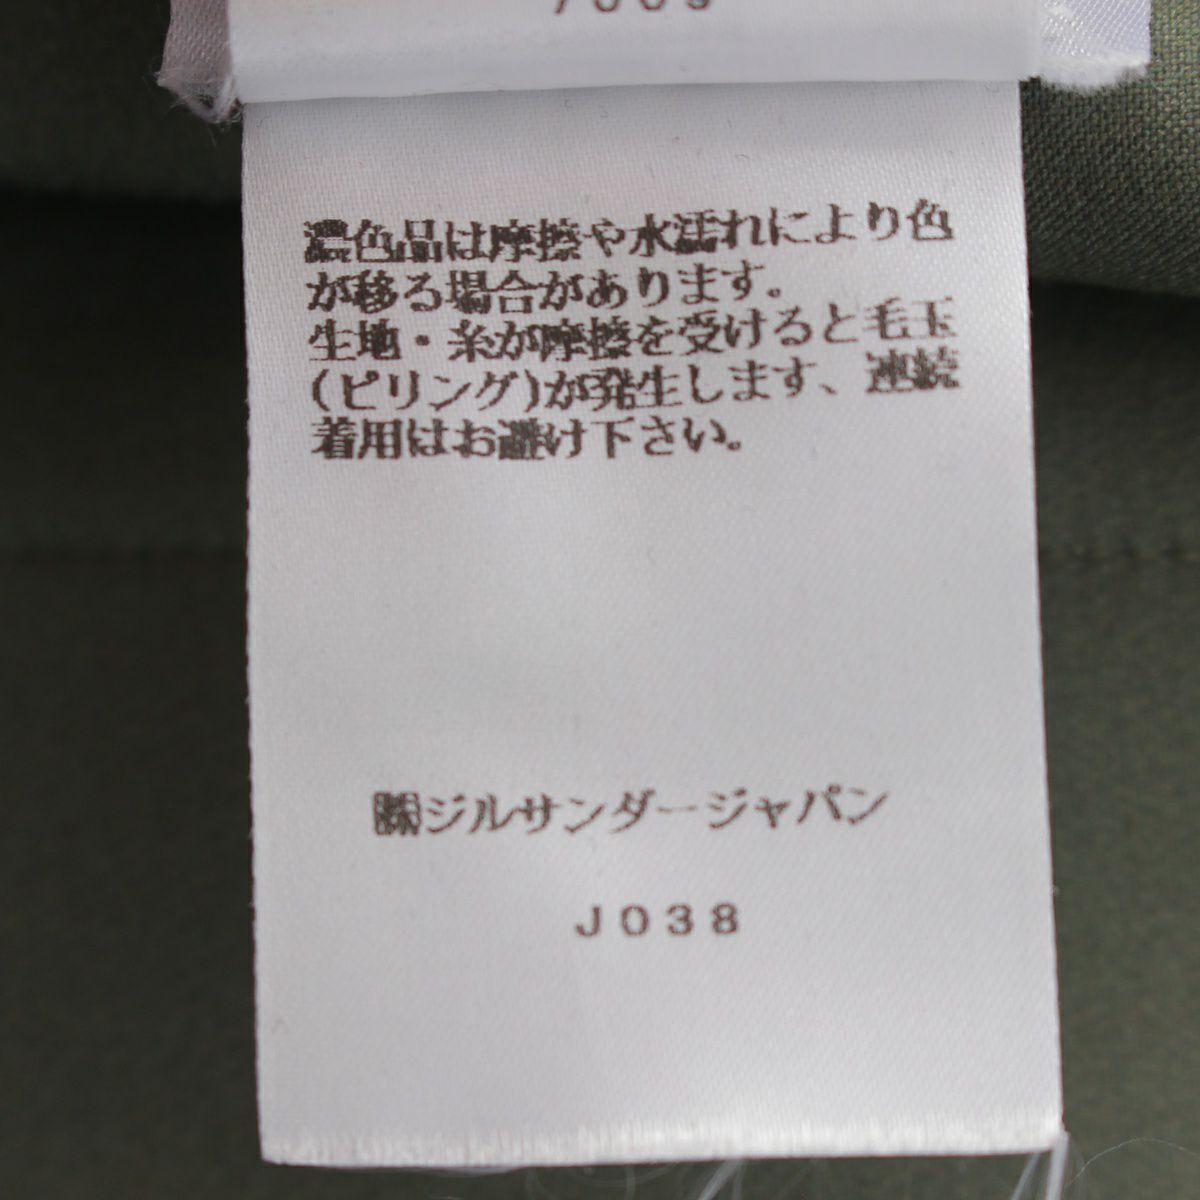 濃色品は摩擦や水濡れにより色
が移る場合があります。
生地・糸が摩擦を受けると毛玉
(ピリング)が発生します、連続
着用はお避け下さい。
㈱ジルサンダージャパン
J038